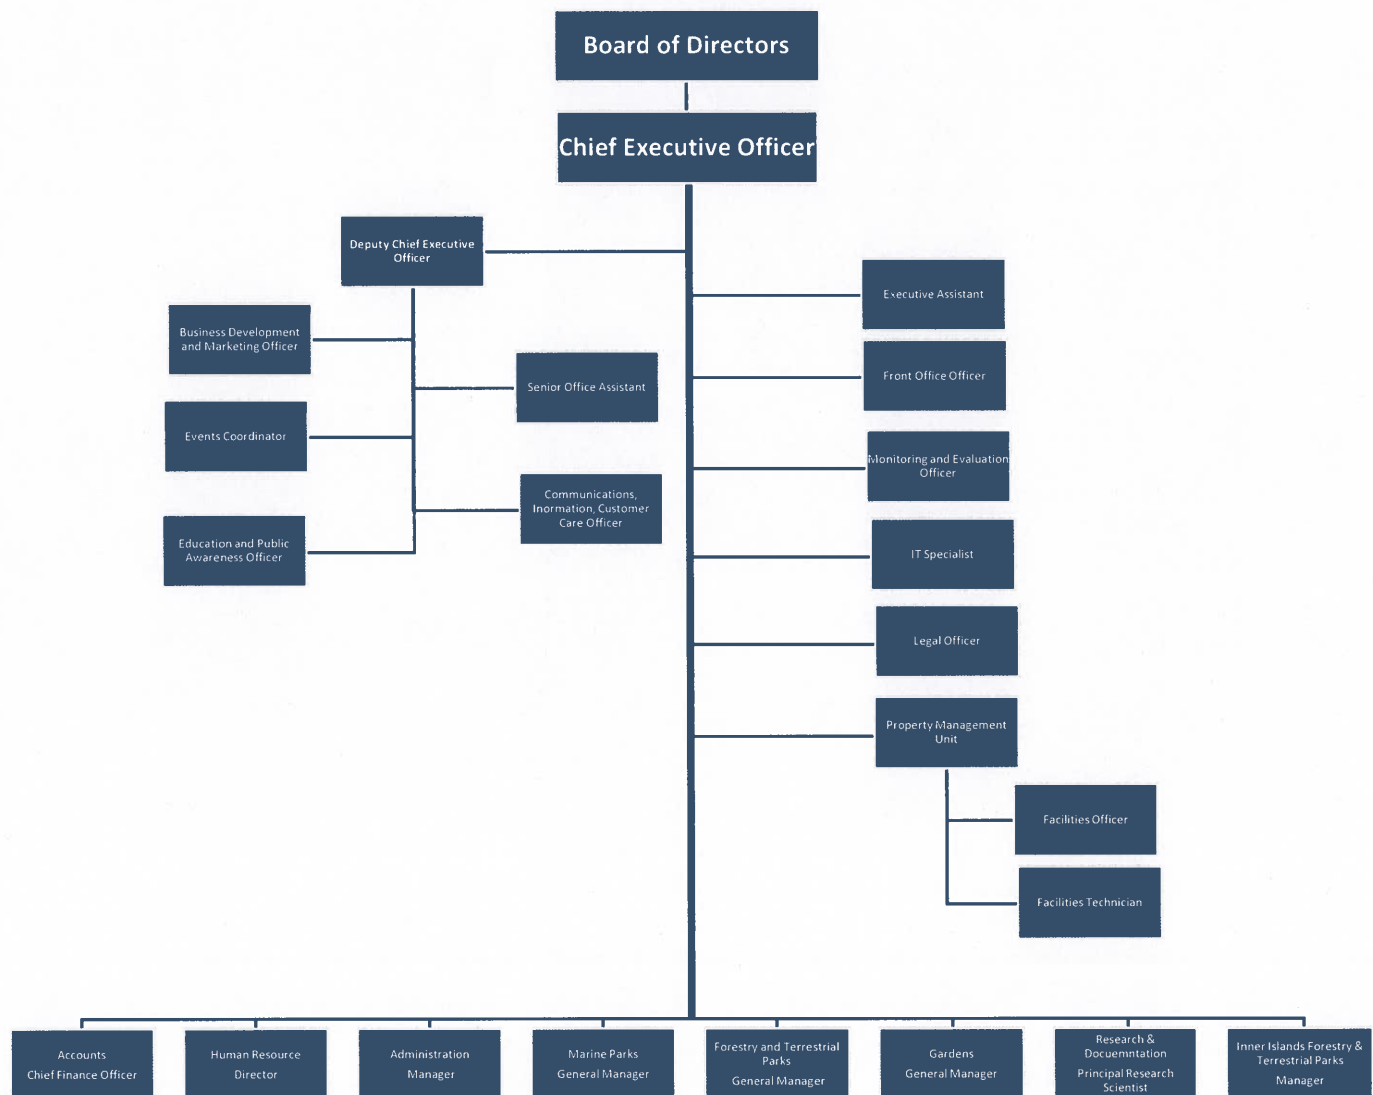 Board of Directors
Chief Executive Officer
Deputy Chief Executive
Officer
Executive Assistant
Business Development
and Marketing Officer
Front Office Officer
Senior Office Assistant
Events Coordinator
Monitoring and Evaluation
Officer
Communications,
Inormation, Customer
Care Officer
Education and Public
Awareness Officer
IT Specialist
Legal Officer
Property Management
Unit
Facilities Officer
Facilities Technician
Accounts
Chief Finance Officer
Human Resource
Director
Administration
Manager
Marine Parks
General Manager
Forestry and Terrestrial
Parks
General Manager
Gardens
General Manager
Research &
Docuemntation
Principal Research
Scientist
Inner Islands Forestry &
Terrestrial Parks
Manager